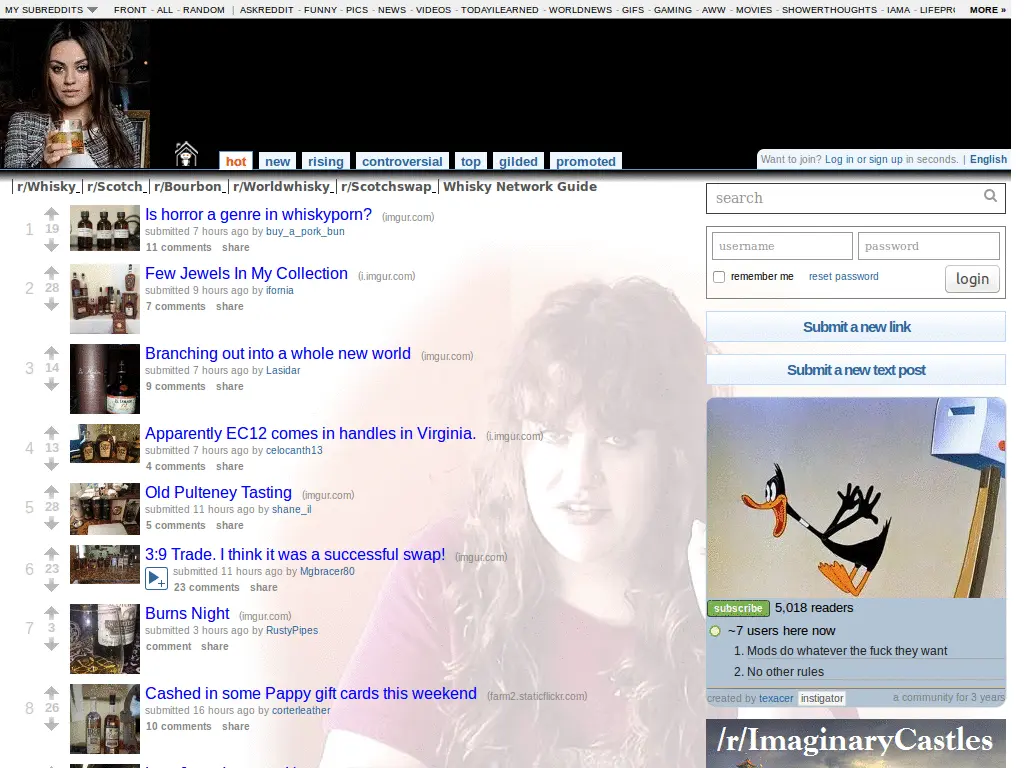 MY SUBREDDITS FRONT - ALL - RANDOM | ASKREDDIT - FUNNY - PICS - NEWS - VIDEOS - TODAYILEARNED - WORLDNEWS - GIFS - GAMING - AWW - MOVIES - SHOWERTHOUGHTS - IAMA - LIFEPR MORE »
hot new rising controversial top gilded promoted
Want to join? Log in or sign up in seconds. | English
r/Whisky r/Scotch r/Bourbon r/Worldwhisky r/Scotchswap Whisky Network Guide
search
1 19 Is horror a genre in whiskyporn? (imgur.com)
submitted 7 hours ago by buy_a_pork_bun
11 comments share
2 28 Few Jewels In My Collection (i.imgur.com)
submitted 9 hours ago by ifornia
7 comments share
3 14 Branching out into a whole new world (imgur.com)
submitted 7 hours ago by Lasidar
9 comments share
4 13 Apparently EC12 comes in handles in Virginia. (i.imgur.com)
submitted 7 hours ago by celocanth13
4 comments share
5 28 Old Pulteney Tasting (imgur.com)
submitted 11 hours ago by shane_il
5 comments share
6 23 3:9 Trade. I think it was a successful swap! (imgur.com)
submitted 11 hours ago by Mgbracer80
23 comments share
7 3 Burns Night (imgur.com)
submitted 3 hours ago by RustyPipes
comment share
8 26 Cashed in some Pappy gift cards this weekend (farm2.staticflickr.com)
submitted 16 hours ago by corterleather
10 comments share
username password
remember me reset password login
Submit a new link
Submit a new text post
subscribe 5,018 readers
~7 users here now
1. Mods do whatever the fuck they want
2. No other rules
created by texacer instigator a community for 3 years
/r/ImaginaryCastles